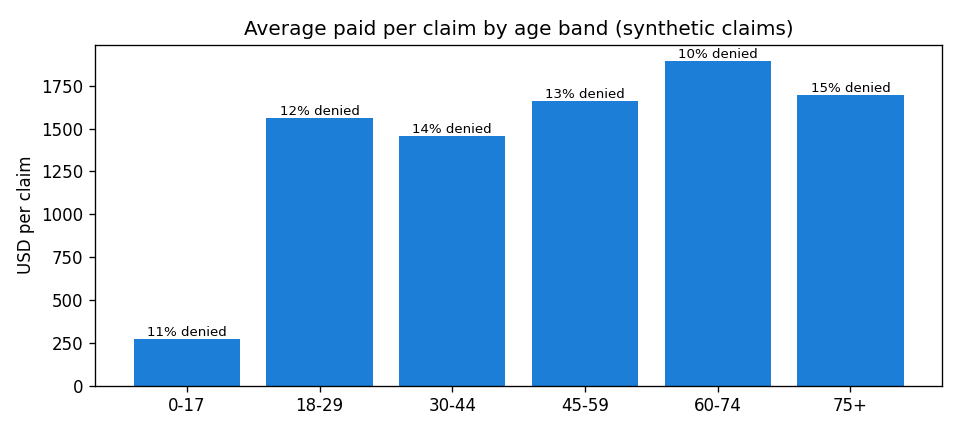 Average paid per claim by age band (synthetic claims)
USD per claim
1750
1500
1250
1000
750
500
250
0
11% denied
12% denied
14% denied
13% denied
10% denied
15% denied
0-17
18-29
30-44
45-59
60-74
75+